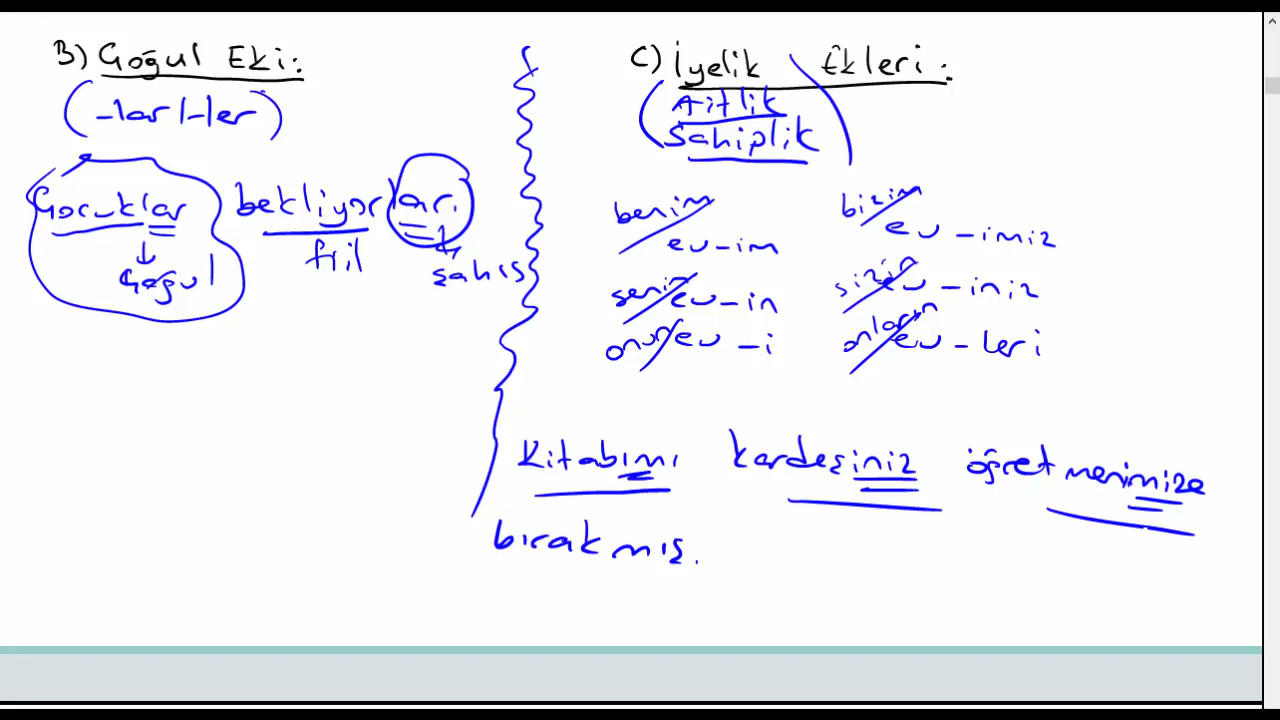 B) Çoğul Eki:
(-lar/-ler)
Çocuklar bekliyorlar.
Çoğul
fiil
şahıs
C) İyelik Ekleri:
(Aitlik
Sahiplik)
benim ev-im
bizim ev-imiz
senin ev-in
sizin ev-iniz
onun ev-i
onların ev-leri
Kitabımı kardeşiniz öğretmenimize
bırakmış.